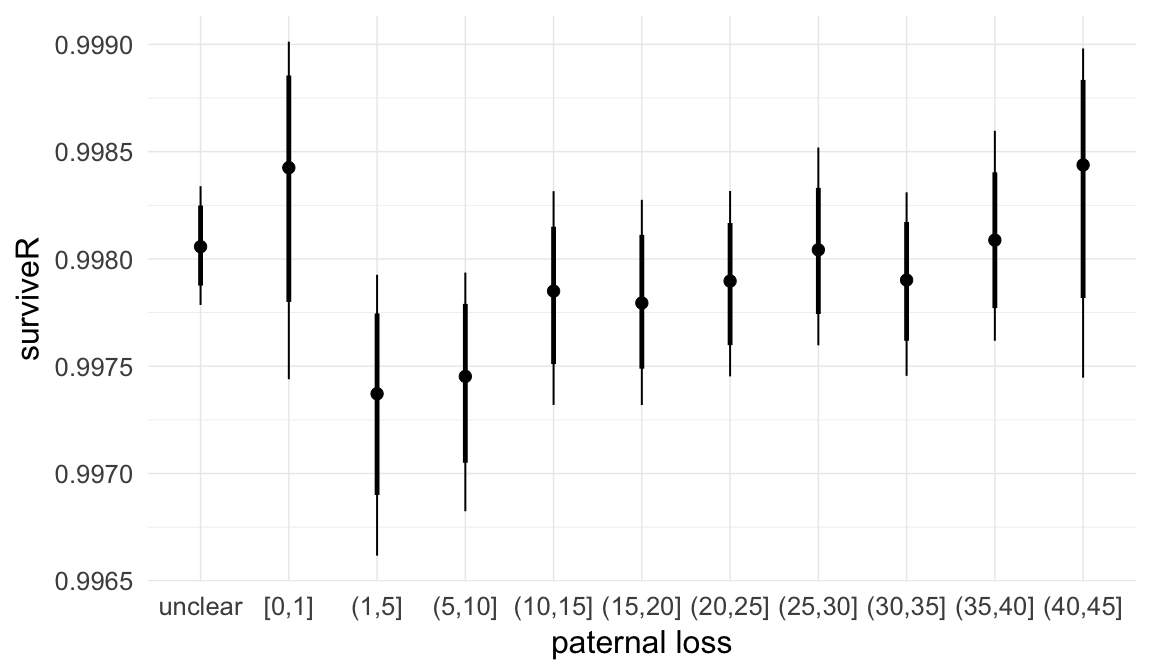 0.9990
0.9985
0.9980
0.9975
0.9970
0.9965
surviveR
unclear [0,1] (1,5] (5,10] (10,15] (15,20] (20,25] (25,30] (30,35] (35,40] (40,45]
paternal loss